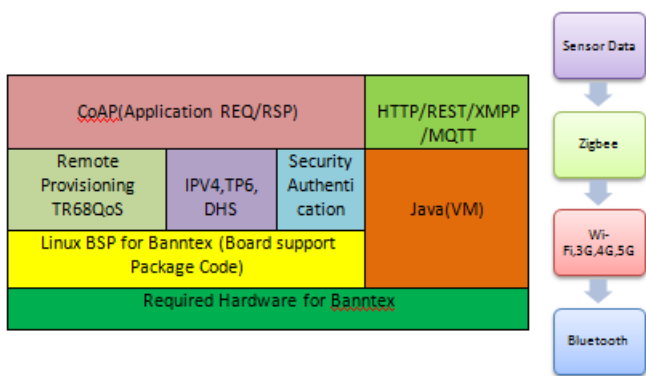 CoAP(Application REQ/RSP)
HTTP/REST/XMPP
/MQTT
Remote
Provisioning
TR68QoS
IPV4,TP6,
DHS
Security
Authenti
cation
Java(VM)
Linux BSP for Banntex (Board support
Package Code)
Required Hardware for Banntex
Sensor Data
Zigbee
Wi-
Fi,3G,4G,5G
Bluetooth